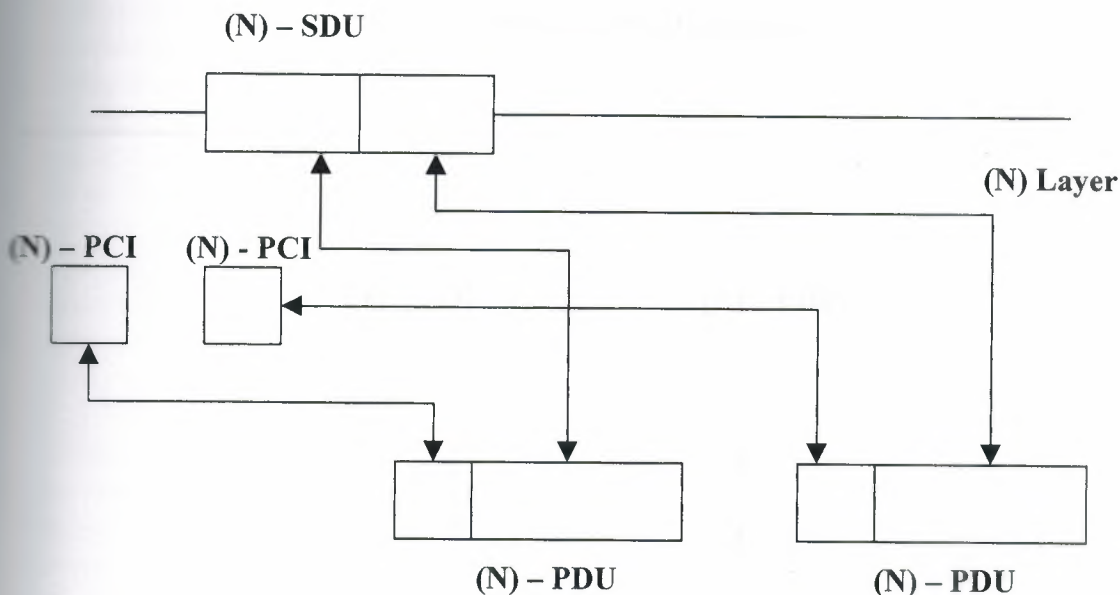 (N) – SDU
(N) Layer
(N) – PCI
(N) - PCI
(N) – PDU
(N) – PDU